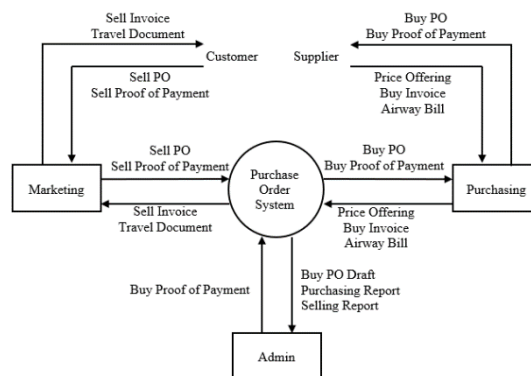 Sell Invoice
Travel Document
Buy PO
Buy Proof of Payment
Customer
Supplier
Sell PO
Sell Proof of Payment
Price Offering
Buy Invoice
Airway Bill
Sell PO
Sell Proof of Payment
Buy PO
Buy Proof of Payment
Marketing
Purchase
Order
System
Purchasing
Sell Invoice
Travel Document
Price Offering
Buy Invoice
Airway Bill
Buy Proof of Payment
Buy PO Draft
Purchasing Report
Selling Report
Admin